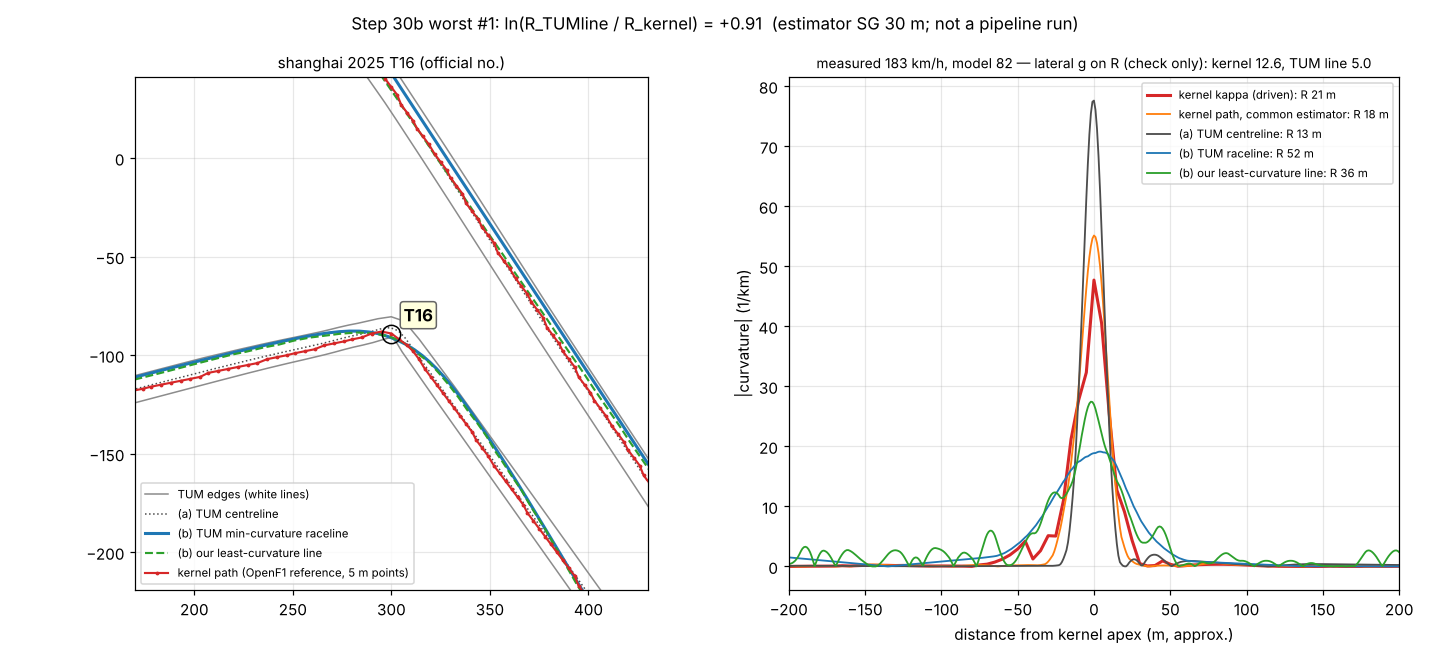 Step 30b worst #1: ln(R_TUMline / R_kernel) = +0.91  (estimator SG 30 m; not a pipeline run)
shanghai 2025 T16 (official no.)
0
−50
−100
−150
−200
200
250
300
350
400
T16
TUM edges (white lines)
(a) TUM centreline
(b) TUM min-curvature raceline
(b) our least-curvature line
kernel path (OpenF1 reference, 5 m points)
measured 183 km/h, model 82 — lateral g on R (check only): kernel 12.6, TUM line 5.0
|curvature| (1/km)
80
70
60
50
40
30
20
10
0
kernel kappa (driven): R 21 m
kernel path, common estimator: R 18 m
(a) TUM centreline: R 13 m
(b) TUM raceline: R 52 m
(b) our least-curvature line: R 36 m
−200
−150
−100
−50
0
50
100
150
200
distance from kernel apex (m, approx.)